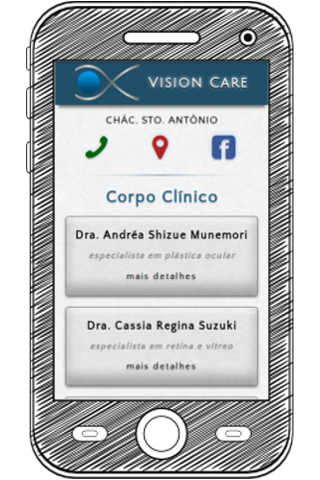 VISION CARE
CHÁC. STO. ANTÔNIO
Corpo Clínico
Dra. Andréa Shizue Munemori
especialista em plástica ocular
mais detalhes
Dra. Cassia Regina Suzuki
especialista em retina e vítreo
mais detalhes